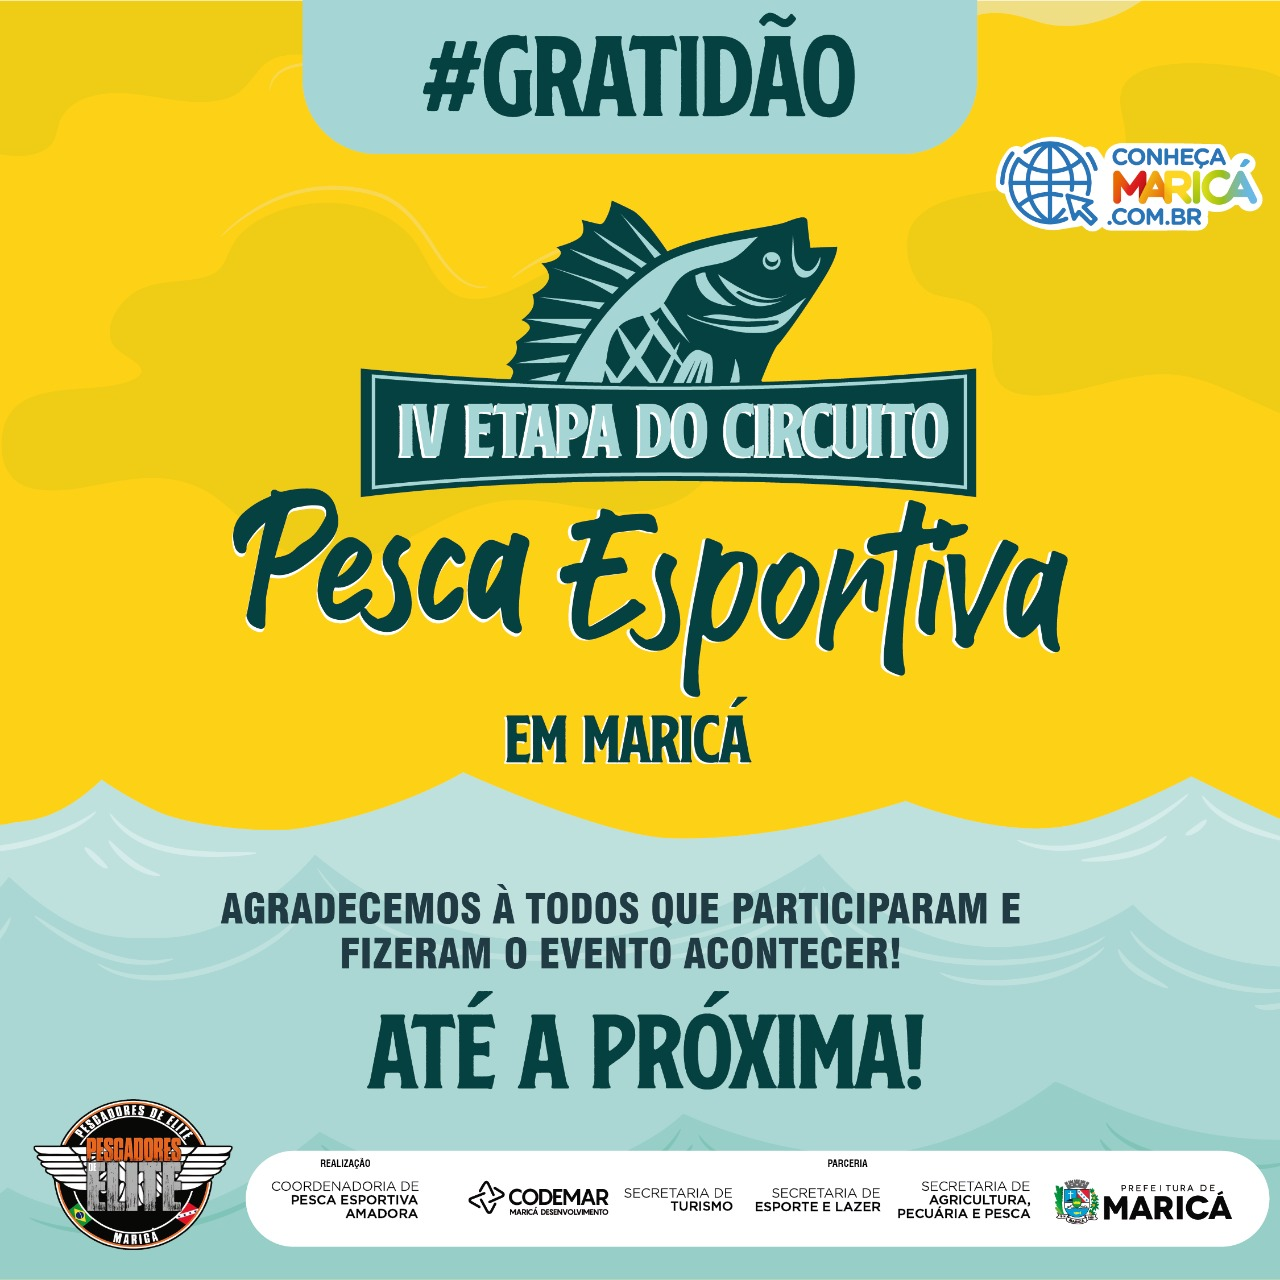 #GRATIDÃO
CONHEÇA
MARICÁ
.COM.BR
IV ETAPA DO CIRCUITO
Pesca Esportiva
EM MARICÁ
AGRADECEMOS À TODOS QUE PARTICIPARAM E
FIZERAM O EVENTO ACONTECER!
ATÉ A PRÓXIMA!
PESCADORES DE ELITE
PESCADORES
DE ELITE
MARICÁ
REALIZAÇÃO
COORDENADORIA DE
PESCA ESPORTIVA
AMADORA
CODEMAR
MARICÁ DESENVOLVIMENTO
PARCERIA
SECRETARIA DE
TURISMO
SECRETARIA DE
ESPORTE E LAZER
SECRETARIA DE
AGRICULTURA,
PECUÁRIA E PESCA
PREFEITURA DE
MARICÁ